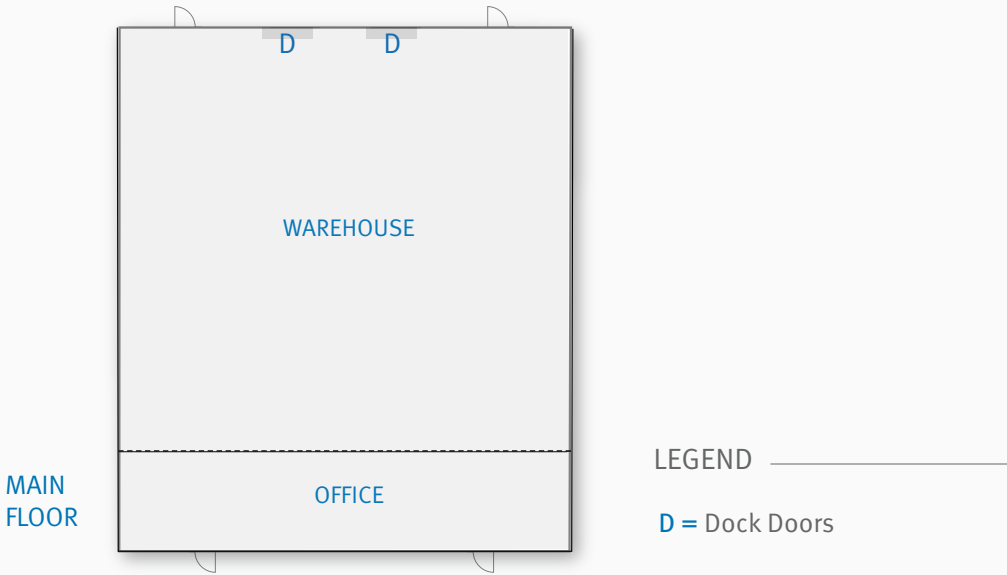 D D
WAREHOUSE
OFFICE
MAIN
FLOOR
LEGEND
D = Dock Doors